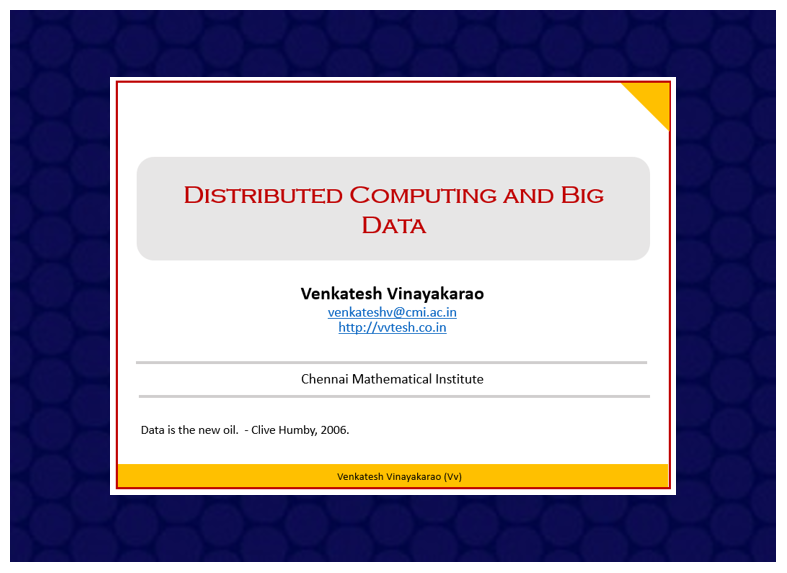 Distributed Computing and Big
Data
Venkatesh Vinayakarao
venkateshv@cmi.ac.in
http://vvtesh.co.in
Chennai Mathematical Institute
Data is the new oil.  - Clive Humby, 2006.
Venkatesh Vinayakarao (Vv)